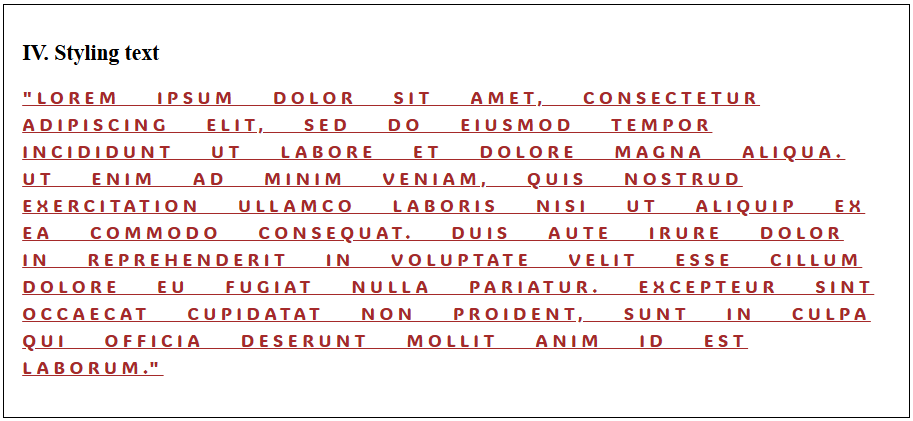 IV. Styling text
"LOREM IPSUM DOLOR SIT AMET, CONSECTETUR
ADIPISCING ELIT, SED DO EIUSMOD TEMPOR
INCIDIDUNT UT LABORE ET DOLORE MAGNA ALIQUA.
UT ENIM AD MINIM VENIAM, QUIS NOSTRUD
EXERCITATION ULLAMCO LABORIS NISI UT ALIQUIP EX
EA COMMODO CONSEQUAT. DUIS AUTE IRURE DOLOR
IN REPREHENDERIT IN VOLUPTATE VELIT ESSE CILLUM
DOLORE EU FUGIAT NULLA PARIATUR. EXCEPTEUR SINT
OCCAECAT CUPIDATAT NON PROIDENT, SUNT IN CULPA
QUI OFFICIA DESERUNT MOLLIT ANIM ID EST
LABORUM."